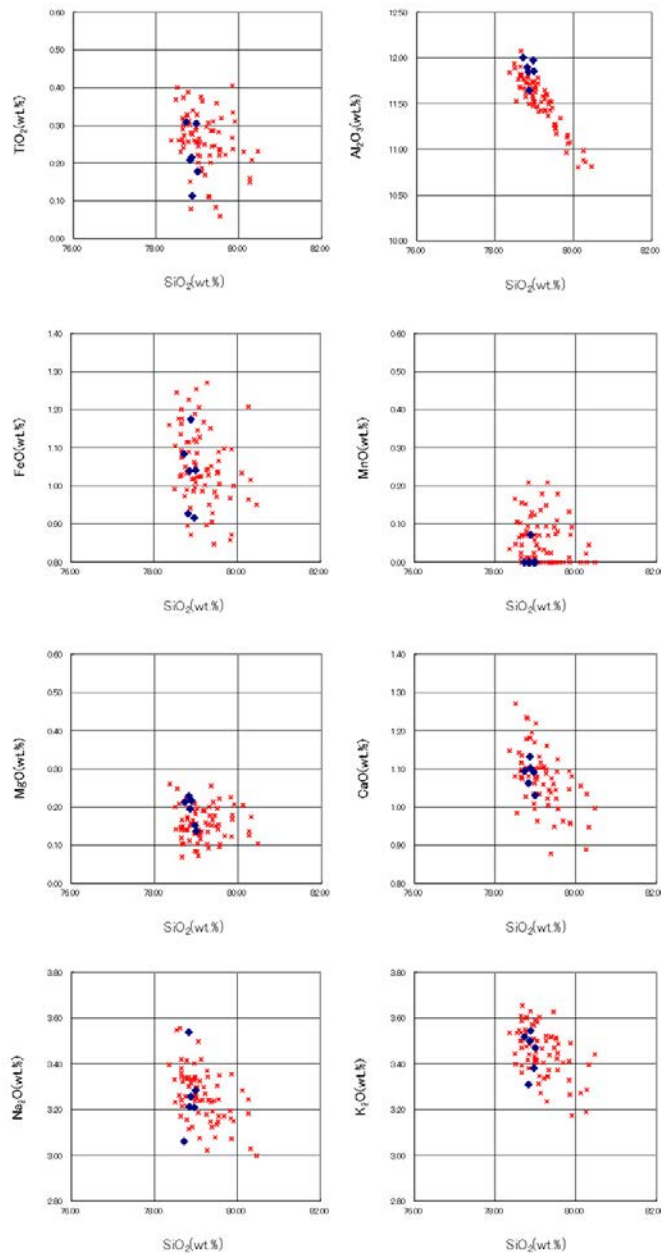 TiO₂(wt.%)
0.60
0.50
0.40
0.30
0.20
0.10
0.00
76.00 78.00 80.00 82.00
SiO₂(wt.%)
Al₂O₃(wt.%)
12.50
12.00
11.50
11.00
10.50
10.00
76.00 78.00 80.00 82.00
SiO₂(wt.%)
FeO(wt.%)
1.40
1.30
1.20
1.10
1.00
0.90
0.80
76.00 78.00 80.00 82.00
SiO₂(wt.%)
MnO(wt.%)
0.60
0.50
0.40
0.30
0.20
0.10
0.00
76.00 78.00 80.00 82.00
SiO₂(wt.%)
MgO(wt.%)
0.60
0.50
0.40
0.30
0.20
0.10
0.00
76.00 78.00 80.00 82.00
SiO₂(wt.%)
CaO(wt.%)
1.40
1.30
1.20
1.10
1.00
0.90
0.80
76.00 78.00 80.00 82.00
SiO₂(wt.%)
Na₂O(wt.%)
3.80
3.60
3.40
3.20
3.00
2.80
76.00 78.00 80.00 82.00
SiO₂(wt.%)
K₂O(wt.%)
3.80
3.60
3.40
3.20
3.00
2.80
76.00 78.00 80.00 82.00
SiO₂(wt.%)